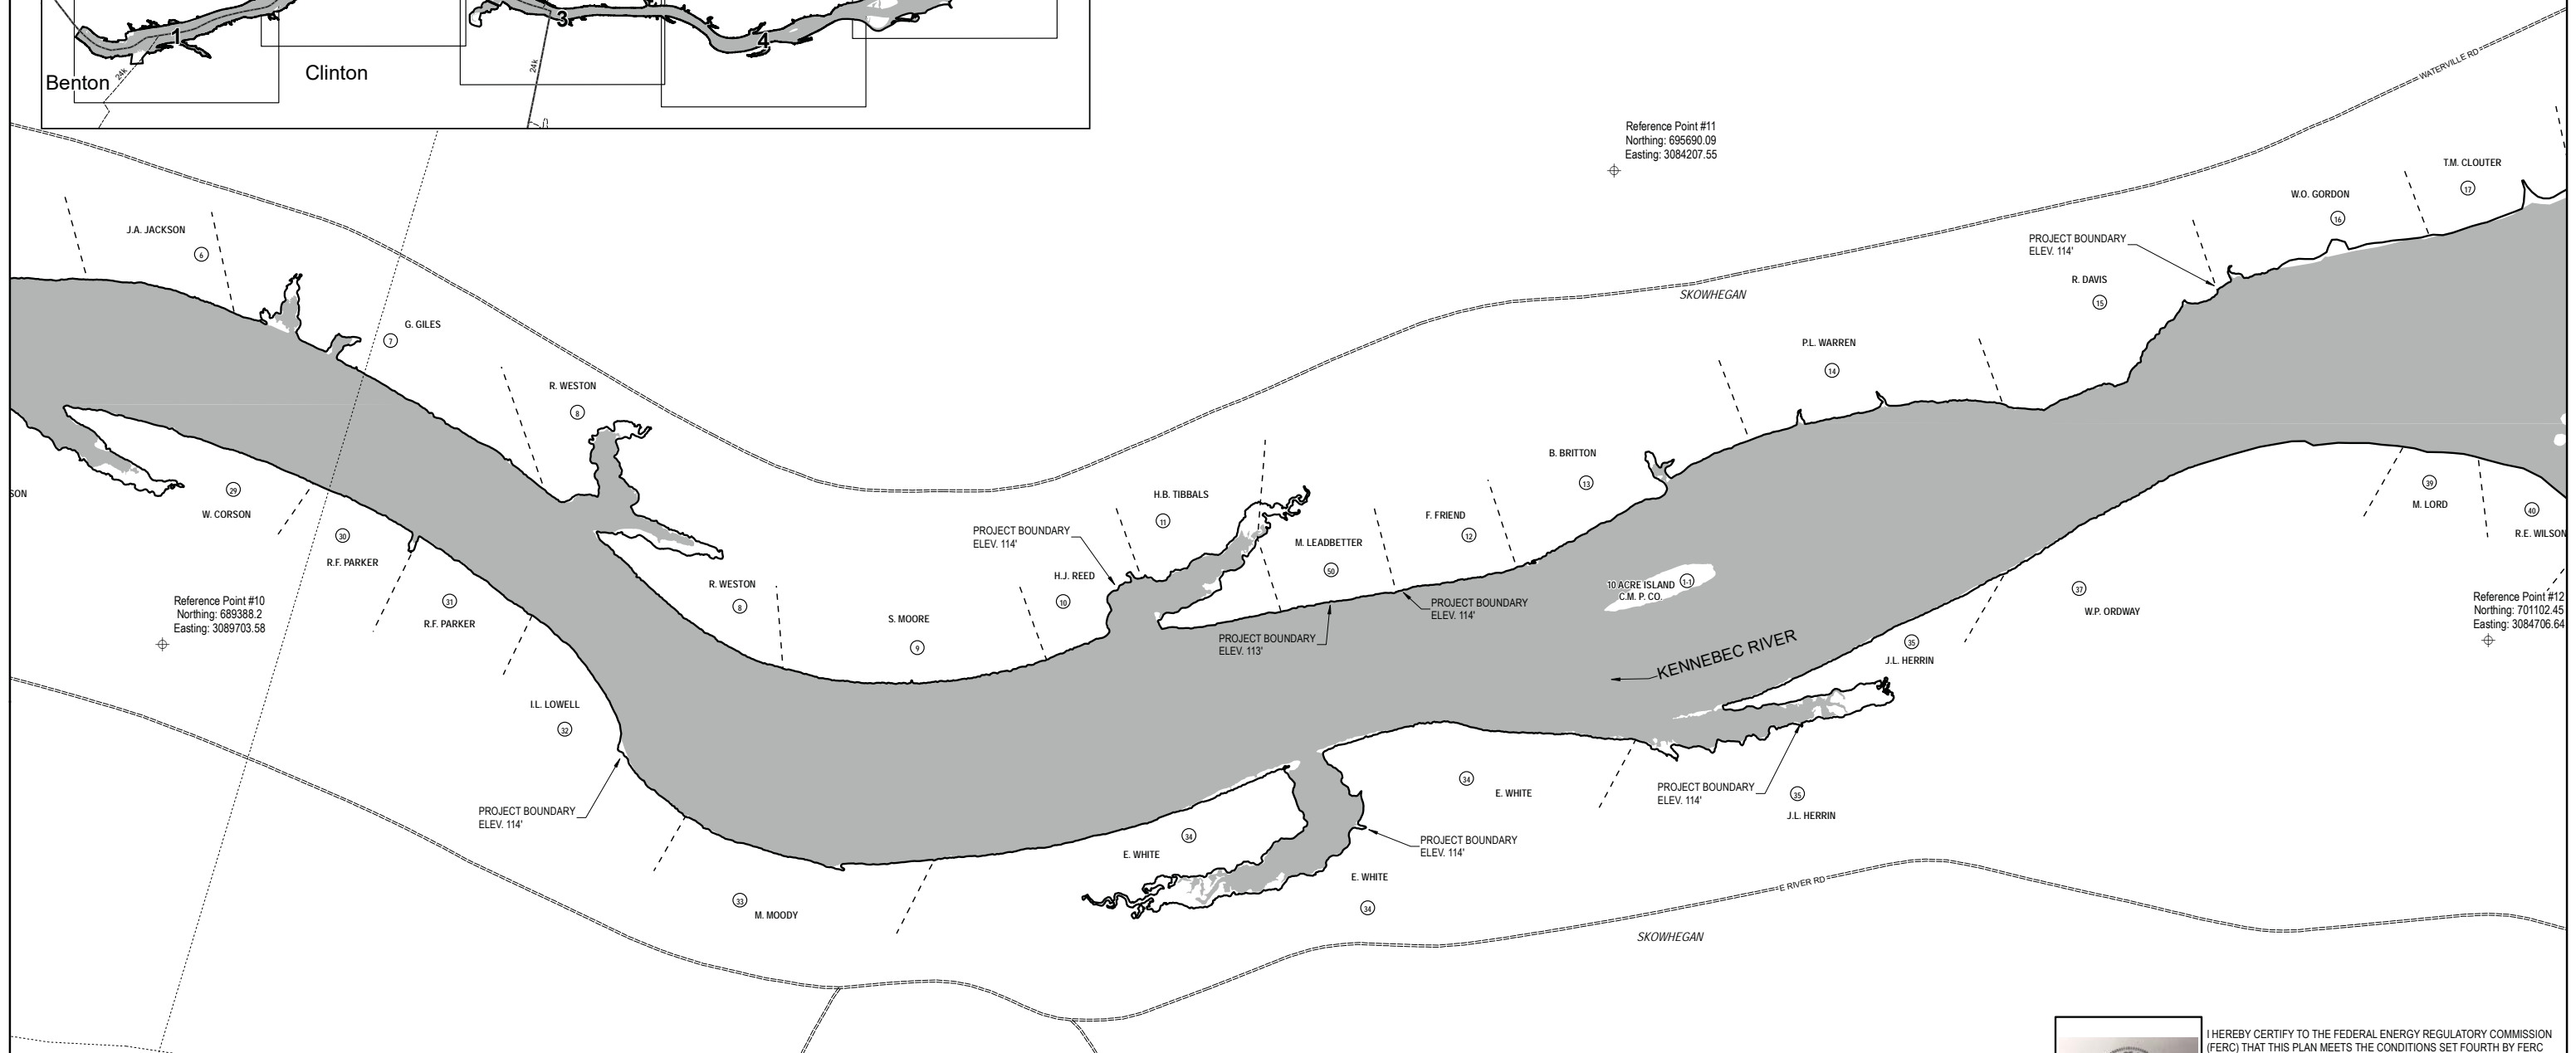 1
3
4
24k
24k
Benton
Clinton
WATERVILLE RD
Reference Point #11
Northing: 695690.09
Easting: 3084207.55
T.M. CLOUTER
17
W.O. GORDON
16
J.A. JACKSON
6
PROJECT BOUNDARY
ELEV. 114'
R. DAVIS
15
SKOWHEGAN
G. GILES
7
P.L. WARREN
14
R. WESTON
8
B. BRITTON
13
SON
29
W. CORSON
H.B. TIBBALS
11
39
M. LORD
40
R.E. WILSON
F. FRIEND
12
30
R.F. PARKER
PROJECT BOUNDARY
ELEV. 114'
M. LEADBETTER
50
H.J. REED
10
R. WESTON
8
10 ACRE ISLAND
1-1
C.M. P. CO.
37
W.P. ORDWAY
Reference Point #10
Northing: 689388.2
Easting: 3089703.58
31
R.F. PARKER
S. MOORE
9
PROJECT BOUNDARY
ELEV. 114'
PROJECT BOUNDARY
ELEV. 113'
Reference Point #12
Northing: 701102.45
Easting: 3084706.64
KENNEBEC RIVER
35
J.L. HERRIN
I.L. LOWELL
32
34
E. WHITE
PROJECT BOUNDARY
ELEV. 114'
35
J.L. HERRIN
PROJECT BOUNDARY
ELEV. 114'
34
E. WHITE
PROJECT BOUNDARY
ELEV. 114'
E. WHITE
34
E RIVER RD
33
M. MOODY
SKOWHEGAN
I HEREBY CERTIFY TO THE FEDERAL ENERGY REGULATORY COMMISSION
(FERC) THAT THIS PLAN MEETS THE CONDITIONS SET FOURTH BY FERC